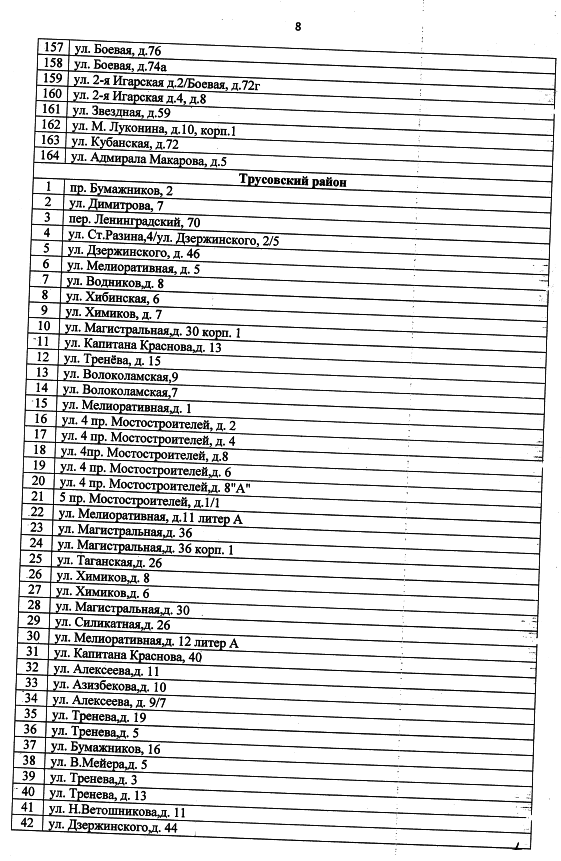 8
157 ул. Боевая, д.76
158 ул. Боевая, д.74а
159 ул. 2-я Игарская д.2/Боевая, д.72г
160 ул. 2-я Игарская д.4, д.8
161 ул. Звездная, д.59
162 ул. М. Луконина, д.10, корп.1
163 ул. Кубанская, д.72
164 ул. Адмирала Макарова, д.5
Трусовский район
1 пр. Бумажников, 2
2 ул. Димитрова, 7
3 пер. Ленинградский, 70
4 ул. Ст.Разина,4/ул. Дзержинского, 2/5
5 ул. Дзержинского, д. 46
6 ул. Мелиоративная, д. 5
7 ул. Водников,д. 8
8 ул. Хибинская, 6
9 ул. Химиков, д. 7
10 ул. Магистральная,д. 30 корп. 1
11 ул. Капитана Краснова,д. 13
12 ул. Тренёва, д. 15
13 ул. Волоколамская,9
14 ул. Волоколамская,7
15 ул. Мелиоративная,д. 1
16 ул. 4 пр. Мостостроителей, д. 2
17 ул. 4 пр. Мостостроителей, д. 4
18 ул. 4пр. Мостостроителей, д.8
19 ул. 4 пр. Мостостроителей,д. 6
20 ул. 4 пр. Мостостроителей,д. 8"А"
21 5 пр. Мостостроителей, д.1/1
22 ул. Мелиоративная, д.11 литер А
23 ул. Магистральная,д. 36
24 ул. Магистральная,д. 36 корп. 1
25 ул. Таганская,д. 26
26 ул. Химиков,д. 8
27 ул. Химиков,д. 6
28 ул. Магистральная,д. 30
29 ул. Силикатная,д. 26
30 ул. Мелиоративная,д. 12 литер А
31 ул. Капитана Краснова, 40
32 ул. Алексеева,д. 11
33 ул. Азизбекова,д. 10
34 ул. Алексеева, д. 9/7
35 ул. Тренева,д. 19
36 ул. Тренева,д. 5
37 ул. Бумажников, 16
38 ул. В.Мейера,д. 5
39 ул. Тренева,д. 3
40 ул. Тренева, д. 13
41 ул. Н.Ветошникова,д. 11
42 ул. Дзержинского,д. 44